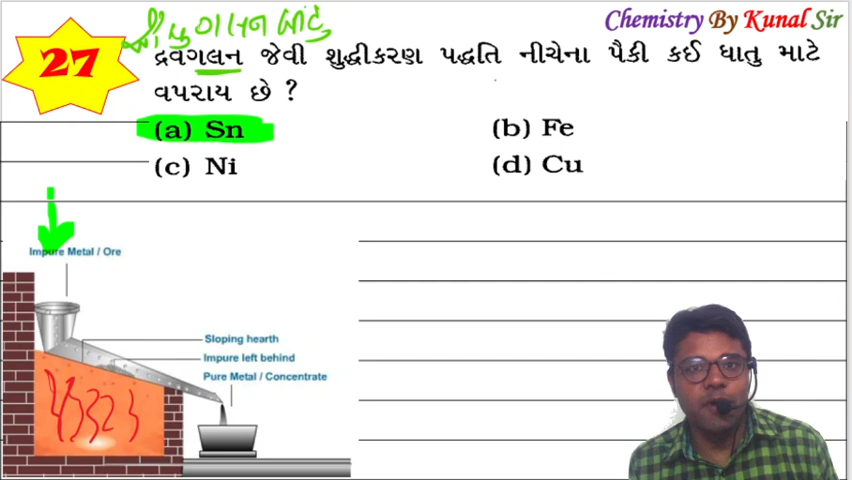 Chemistry By Kunal Sir
ગલન બિંદુ
27
દ્રવગલન જેવી શુદ્ધીકરણ પદ્ધતિ નીચેના પૈકી કઈ ધાતુ માટે
વપરાય છે ?
(a) Sn (b) Fe
(c) Ni (d) Cu
Impure Metal / Ore
Sloping hearth
Impure left behind
Pure Metal / Concentrate